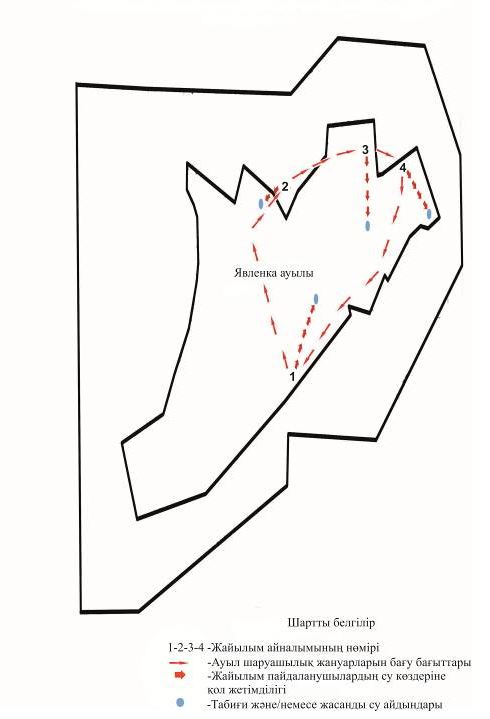 3
4
2
Явленка ауылы
1
Шартты белгілір
1-2-3-4 -Жайылым айналымының нөмірі
-Ауыл шаруашылық жануарларын бағу бағыттары
-Жайылым пайдаланушылардың су көздеріне
қол жетімділігі
-Табиғи және/немесе жасанды су айдындары